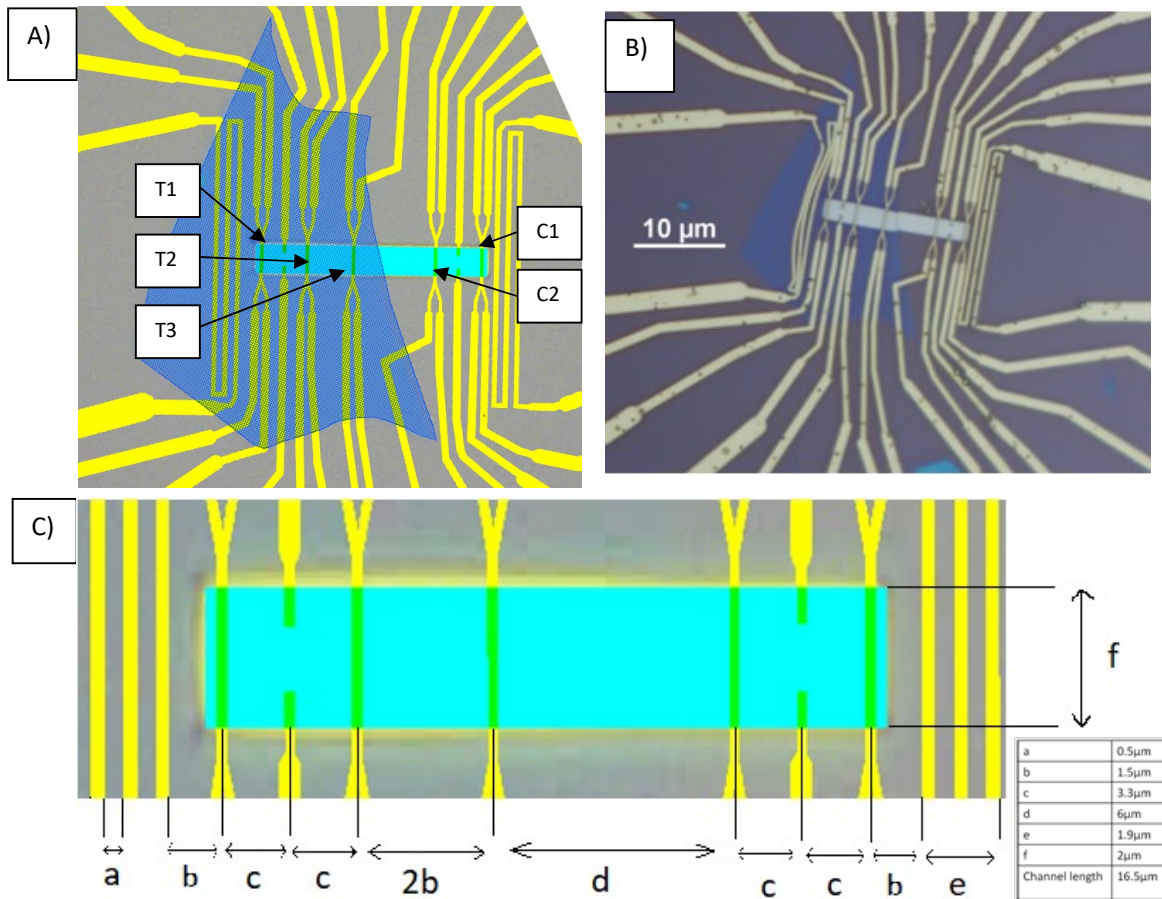 A)
T1
T2
T3
C1
C2
B)
10 µm
C)
f
a
b
c
c
2b
d
c
c
b
e
a 0.5µm
b 1.5µm
c 3.3µm
d 6µm
e 1.9µm
f 2µm
Channel length 16.5µm